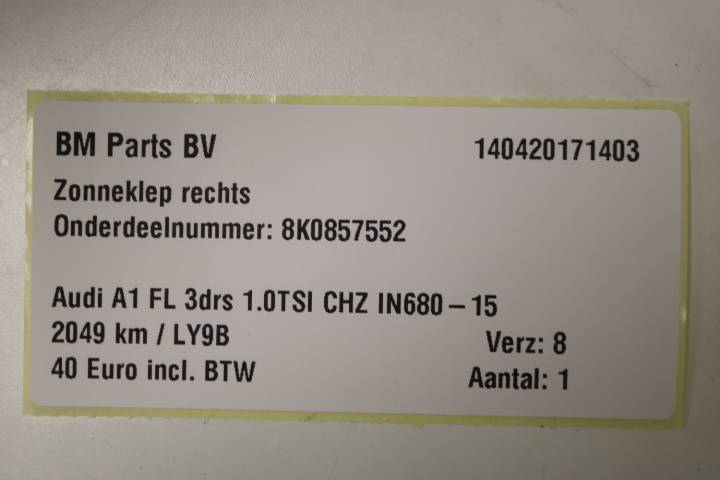 BM Parts BV 140420171403
Zonneklep rechts
Onderdeelnummer: 8K0857552
Audi A1 FL 3drs 1.0TSI CHZ IN680 – 15
2049 km / LY9B Verz: 8
40 Euro incl. BTW Aantal: 1